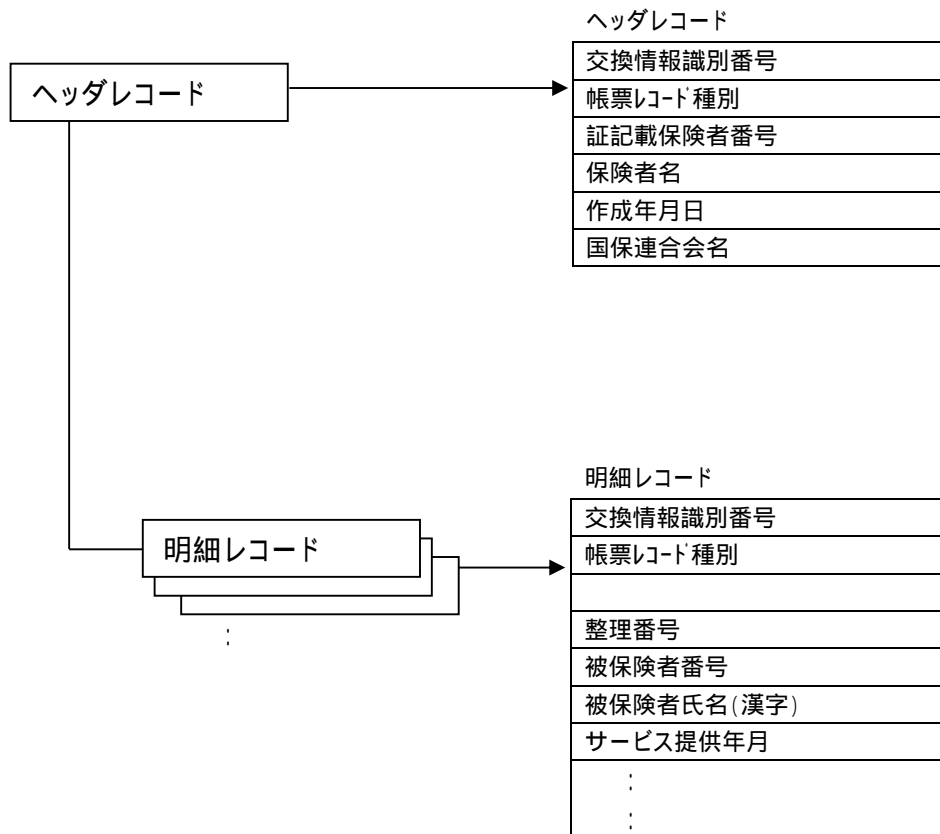 ヘッダレコード
ヘッダレコード
交換情報識別番号
帳票ﾚｺｰﾄﾞ種別
証記載保険者番号
保険者名
作成年月日
国保連合会名
明細レコード
明細レコード
交換情報識別番号
帳票ﾚｺｰﾄﾞ種別
整理番号
被保険者番号
被保険者氏名(漢字)
サービス提供年月
:
:
: